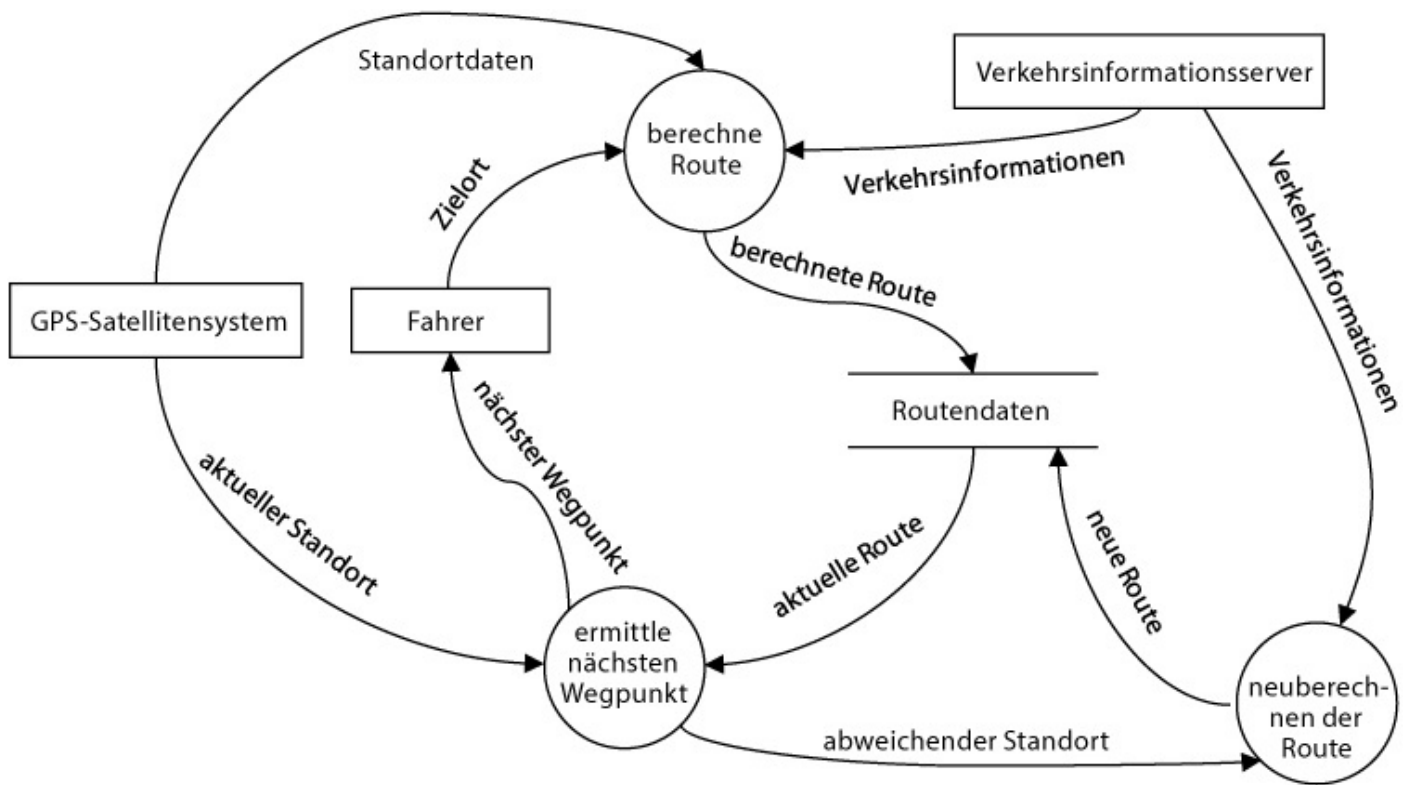 Standortdaten
Verkehrsinformationsserver
berechne
Route
Zielort
Verkehrsinformationen
Verkehrsinformationen
berechnete Route
GPS-Satellitensystem
Fahrer
nächster Wegpunkt
Routendaten
aktueller Standort
aktuelle Route
neue Route
ermittle
nächsten
Wegpunkt
neuberech-
nen der
Route
abweichender Standort